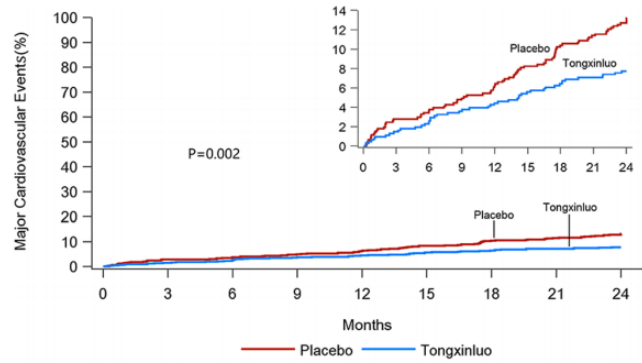 Major Cardiovascular Events(%)
100
90
80
70
60
50
40
30
20
10
0
P=0.002
14
12
10
8
6
4
2
0
Placebo
Tongxinluo
0 3 6 9 12 15 18 21 24
Placebo
Tongxinluo
0 3 6 9 12 15 18 21 24
Months
Placebo Tongxinluo